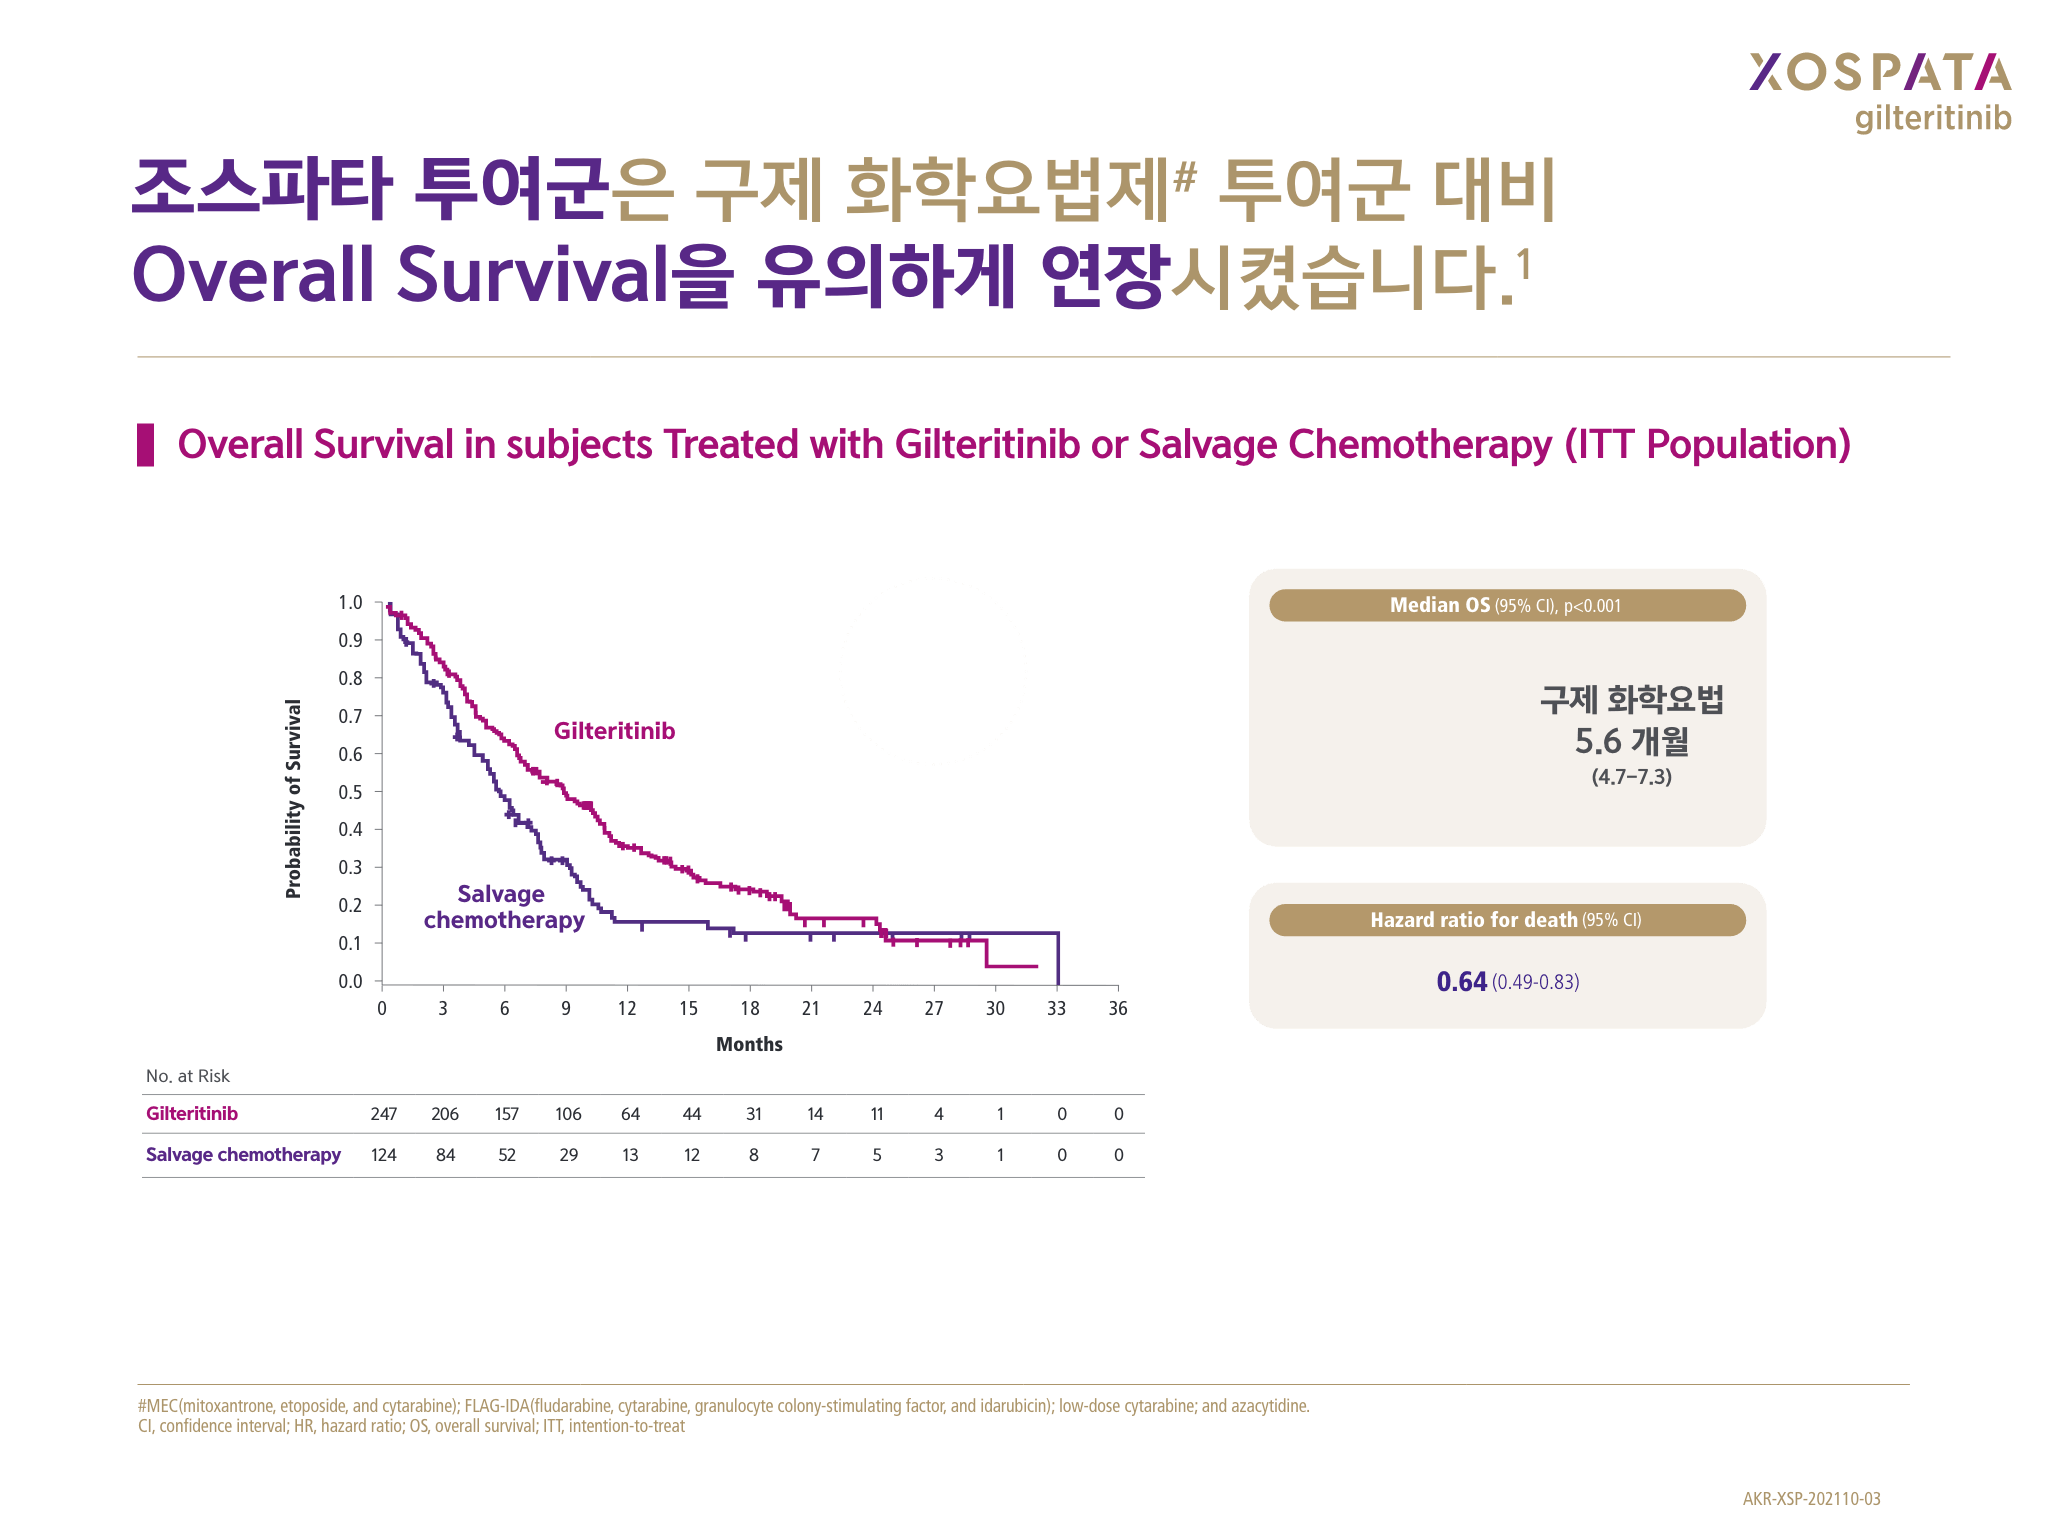 XOSPATA
gilteritinib
조스파타 투여군은 구제 화학요법제# 투여군 대비
Overall Survival을 유의하게 연장시켰습니다.1
Overall Survival in subjects Treated with Gilteritinib or Salvage Chemotherapy (ITT Population)
Probability of Survival
1.0
0.9
0.8
0.7
0.6
0.5
0.4
0.3
0.2
0.1
0.0
Gilteritinib
Salvage
chemotherapy
0 3 6 9 12 15 18 21 24 27 30 33 36
Months
No. at Risk
Gilteritinib 247 206 157 106 64 44 31 14 11 4 1 0 0
Salvage chemotherapy 124 84 52 29 13 12 8 7 5 3 1 0 0
Median OS (95% CI), p<0.001
구제 화학요법
5.6 개월
(4.7–7.3)
Hazard ratio for death (95% CI)
0.64 (0.49-0.83)
#MEC(mitoxantrone, etoposide, and cytarabine); FLAG-IDA(fludarabine, cytarabine, granulocyte colony-stimulating factor, and idarubicin); low-dose cytarabine; and azacytidine.
CI, confidence interval; HR, hazard ratio; OS, overall survival; ITT, intention-to-treat
AKR-XSP-202110-03